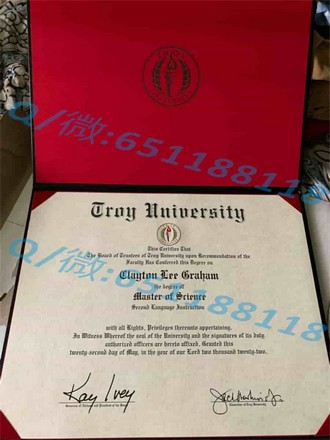 Troy University
This Certifies That
The Board of Trustees of Troy University upon Recommendation of the
Faculty Has Conferred this Degree on
Clayton Lee Graham
the degree of
Master of Science
Second Language Instruction
with all Rights, Privileges thereunto appertaining.
In Witness Whereof the seal of the University and the signatures of its duly
authorized officers are hereto affixed. Granted this
twenty-second day of May, in the year of our Lord two thousand twenty-two.
Kay Ivey
Q/微:651188118
Q/微:651188118